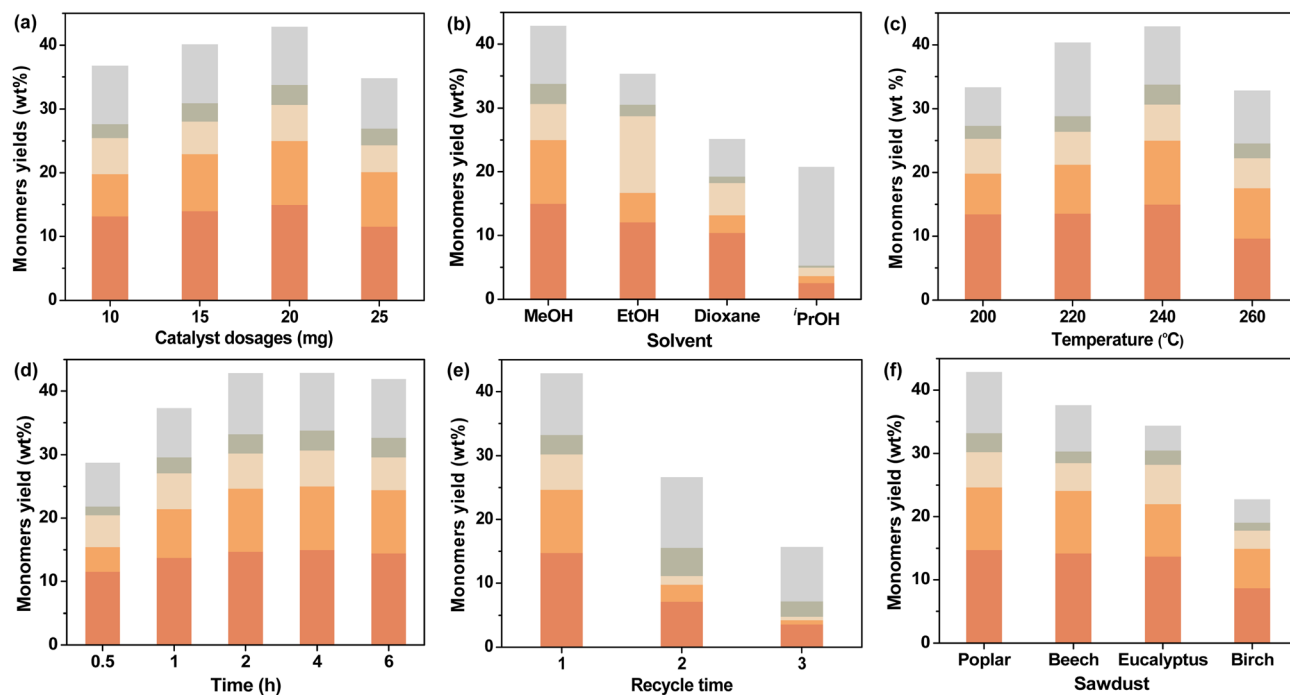 (a)
Monomers yields (wt%)
40
30
20
10
0
10 15 20 25
Catalyst dosages (mg)
(b)
Monomers yield (wt%)
40
30
20
10
0
MeOH EtOH Dioxane iPrOH
Solvent
(c)
Monomers yield (wt %)
40
30
20
10
0
200 220 240 260
Temperature (°C)
(d)
Monomers yield (wt%)
40
30
20
10
0
0.5 1 2 4 6
Time (h)
(e)
Monomers yield (wt%)
40
30
20
10
0
1 2 3
Recycle time
(f)
Monomers yield (wt%)
40
30
20
10
0
Poplar Beech Eucalyptus Birch
Sawdust